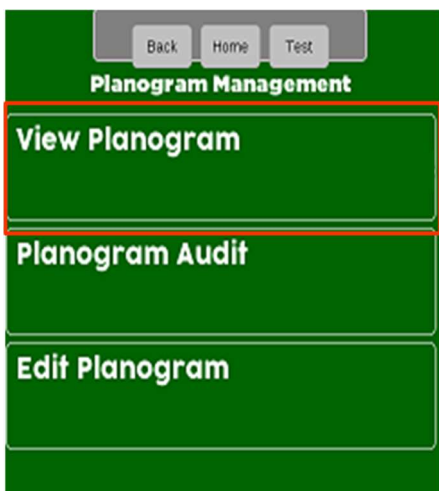 Back Home Test
Planogram Management
View Planogram
Planogram Audit
Edit Planogram